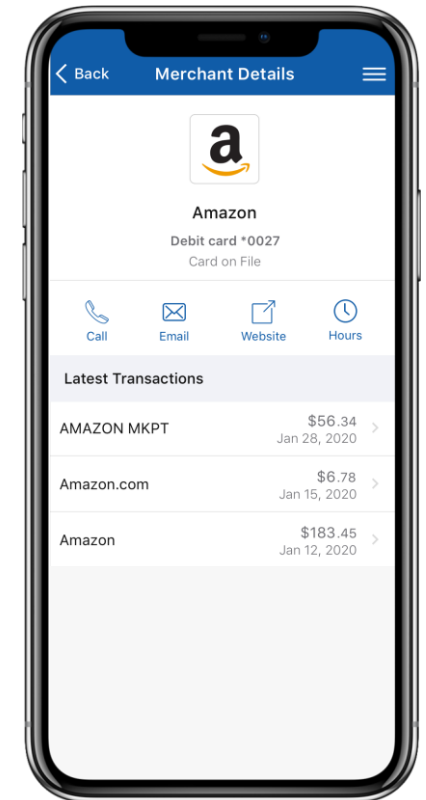 Back Merchant Details
a
Amazon
Debit card *0027
Card on File
Call Email Website Hours
Latest Transactions
AMAZON MKPT $56.34
Jan 28, 2020
Amazon.com $6.78
Jan 15, 2020
Amazon $183.45
Jan 12, 2020